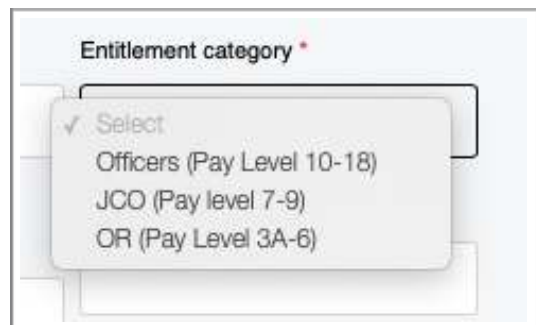 Entitlement category *
✓ Select
Officers (Pay Level 10-18)
JCO (Pay level 7-9)
OR (Pay Level 3A-6)